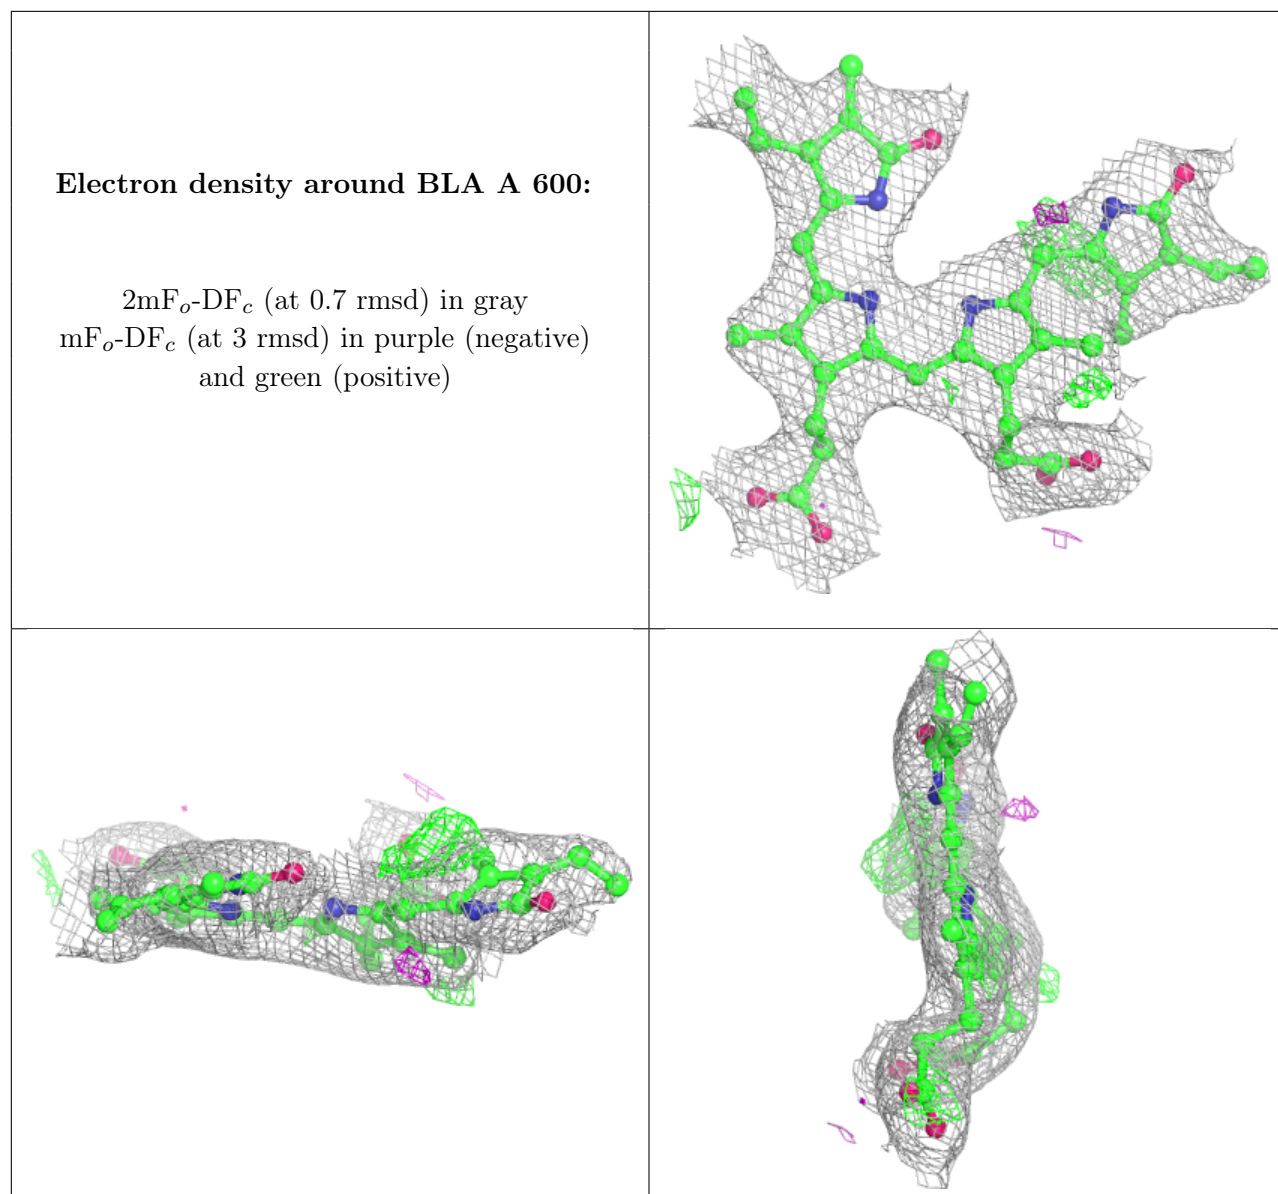 Electron density around BLA A 600:
2mFo-DFc (at 0.7 rmsd) in gray
mFo-DFc (at 3 rmsd) in purple (negative)
and green (positive)